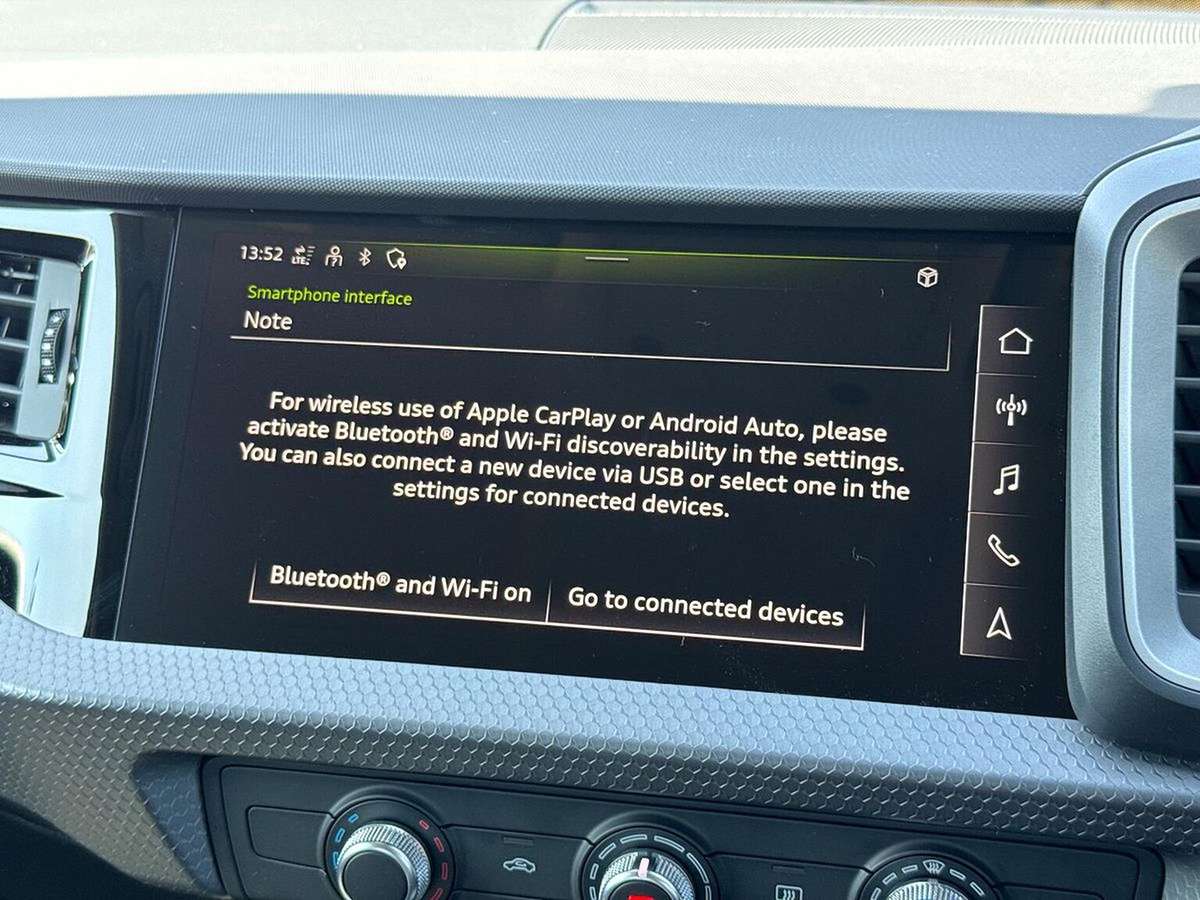 13:52
LTE
Smartphone interface
Note
For wireless use of Apple CarPlay or Android Auto, please
activate Bluetooth® and Wi-Fi discoverability in the settings.
You can also connect a new device via USB or select one in the
settings for connected devices.
Bluetooth® and Wi-Fi on
Go to connected devices